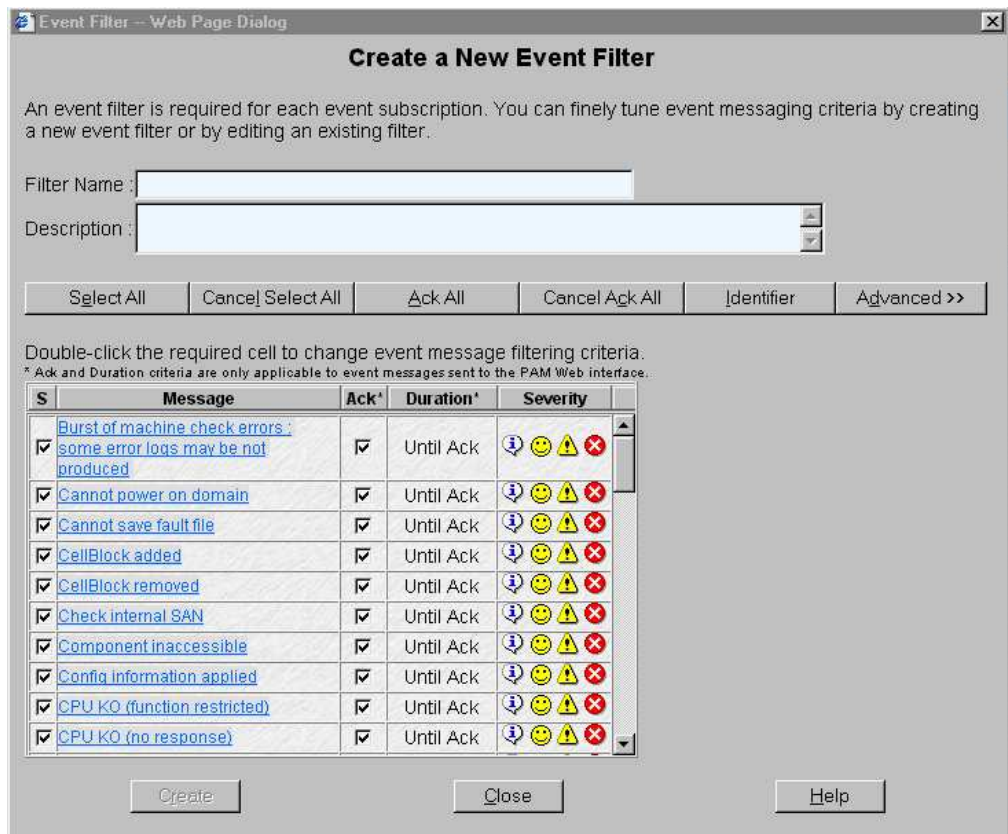 Event Filter -- Web Page Dialog
Create a New Event Filter
An event filter is required for each event subscription. You can finely tune event messaging criteria by creating
a new event filter or by editing an existing filter.
Filter Name :
Description :
Select All Cancel Select All Ack All Cancel Ack All Identifier Advanced >>
Double-click the required cell to change event message filtering criteria.
* Ack and Duration criteria are only applicable to event messages sent to the PAM Web interface.
S Message Ack* Duration* Severity
Burst of machine check errors :
some error logs may be not
produced
Until Ack
Cannot power on domain Until Ack
Cannot save fault file Until Ack
CellBlock added Until Ack
CellBlock removed Until Ack
Check internal SAN Until Ack
Component inaccessible Until Ack
Config information applied Until Ack
CPU KO (function restricted) Until Ack
CPU KO (no response) Until Ack
Create Close Help